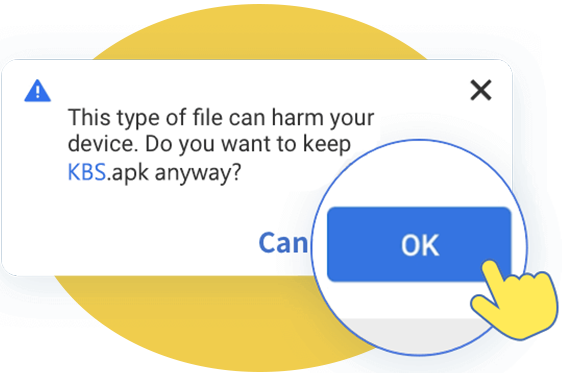 This type of file can harm your
device. Do you want to keep
KBS.apk anyway?
Can
OK